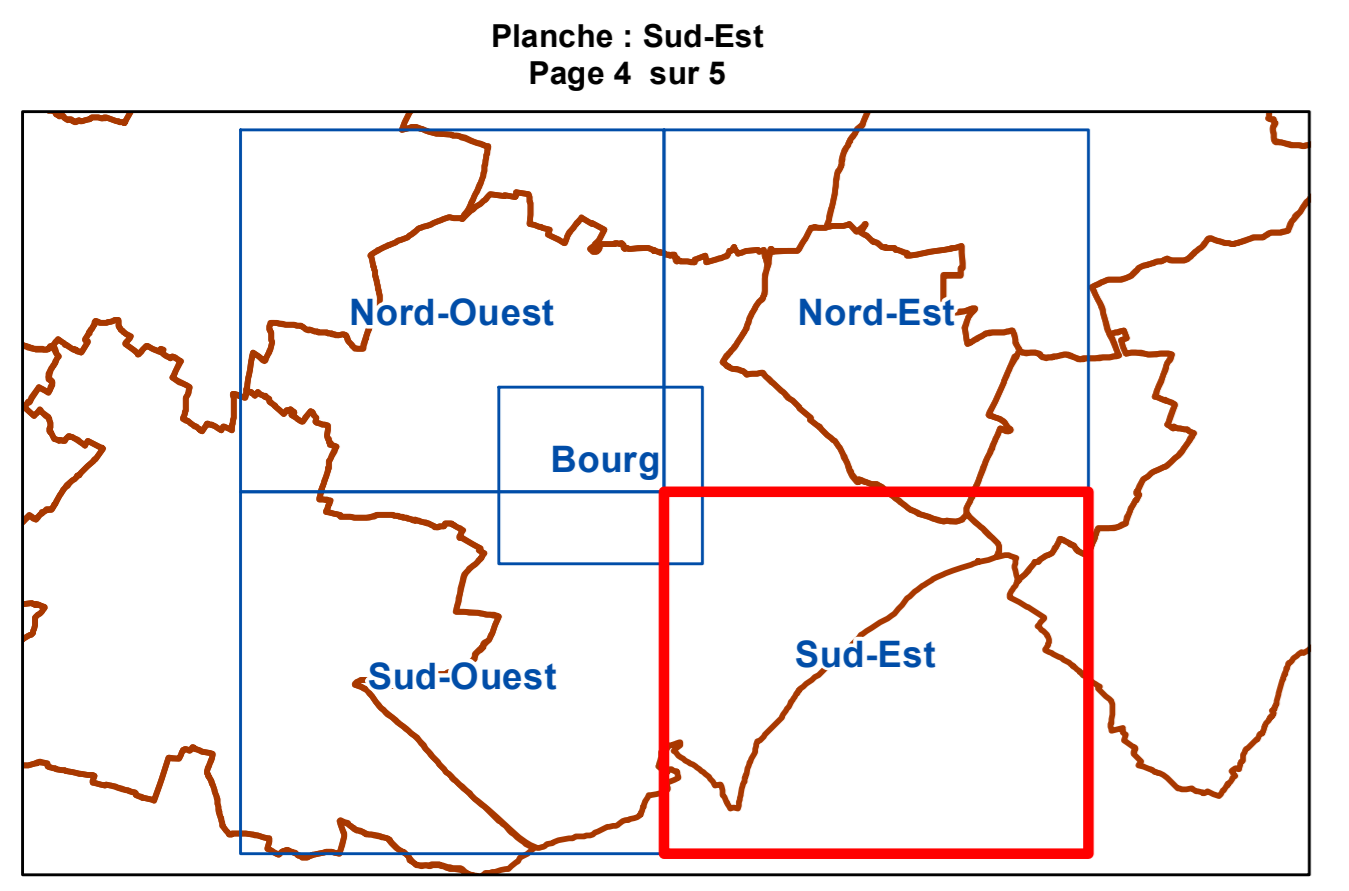 Planche : Sud-Est
Page 4 sur 5
Nord-Ouest
Nord-Est
Bourg
Sud-Est
Sud-Ouest